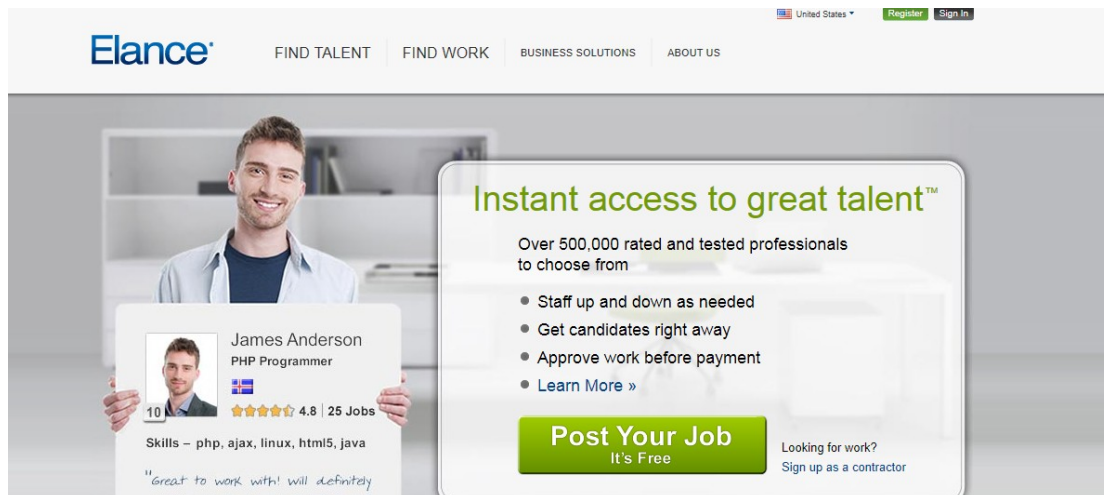 United States
Register
Sign In
Elance
FIND TALENT
FIND WORK
BUSINESS SOLUTIONS
ABOUT US
Instant access to great talent™
Over 500,000 rated and tested professionals
to choose from
Staff up and down as needed
Get candidates right away
Approve work before payment
Learn More »
Post Your Job
It's Free
Looking for work?
Sign up as a contractor
James Anderson
PHP Programmer
10
4.8 | 25 Jobs
Skills – php, ajax, linux, html5, java
"Great to work with! will definitely